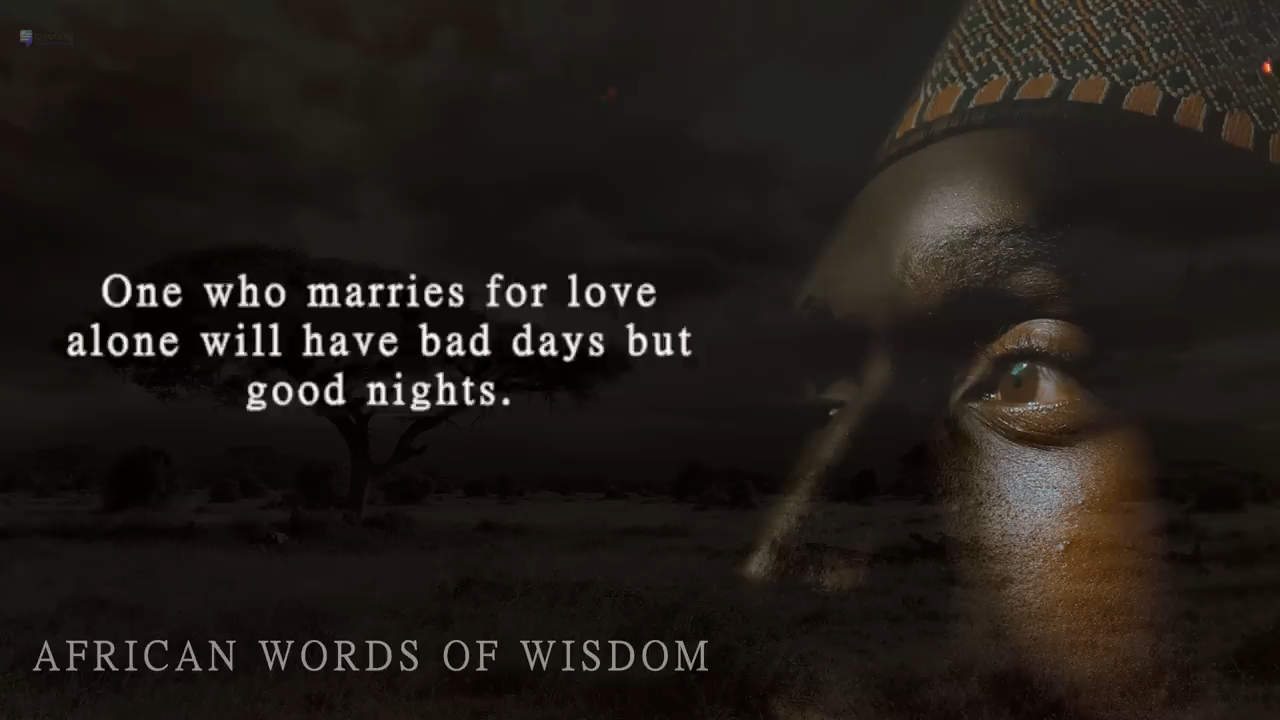 One who marries for love
alone will have bad days but
good nights.
AFRICAN WORDS OF WISDOM